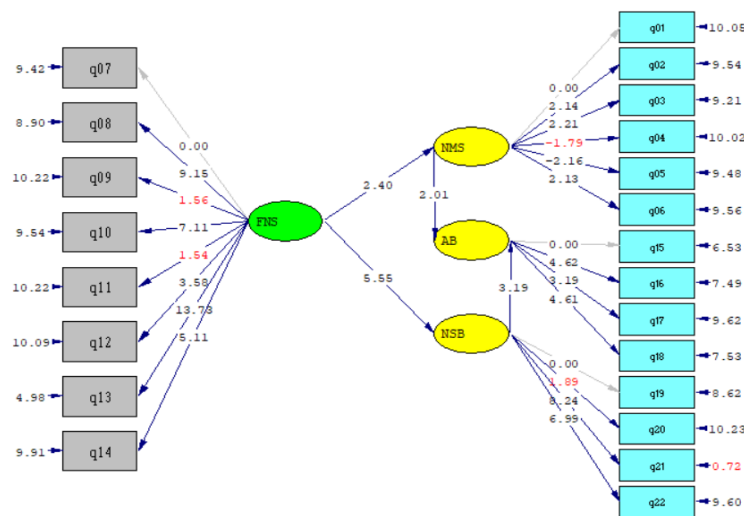 9.42 q07
8.90 q08
10.22 q09
9.54 q10
10.22 q11
10.09 q12
4.98 q13
9.91 q14
0.00
9.15
1.56
7.11
1.54
3.58
13.73
5.11
FNS
2.40
5.55
NMS
2.01
AB
3.19
NSB
0.00
2.14
2.21
-1.79
-2.16
2.13
0.00
4.62
3.19
4.61
0.00
1.89
8.24
6.99
q01 10.05
q02 9.54
q03 9.21
q04 10.02
q05 9.48
q06 9.56
q15 6.53
q16 7.49
q17 9.62
q18 7.53
q19 8.62
q20 10.23
q21 0.72
q22 9.60